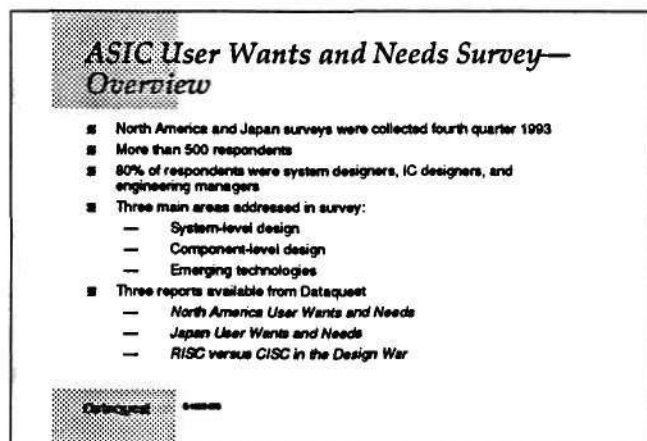 ASIC User Wants and Needs Survey—
Overview
■ North America and Japan surveys were collected fourth quarter 1993
■ More than 500 respondents
■ 80% of respondents were system designers, IC designers, and
engineering managers
■ Three main areas addressed in survey:
— System-level design
— Component-level design
— Emerging technologies
■ Three reports available from Dataquest
— North America User Wants and Needs
— Japan User Wants and Needs
— RISC versus CISC in the Design War
Dataquest